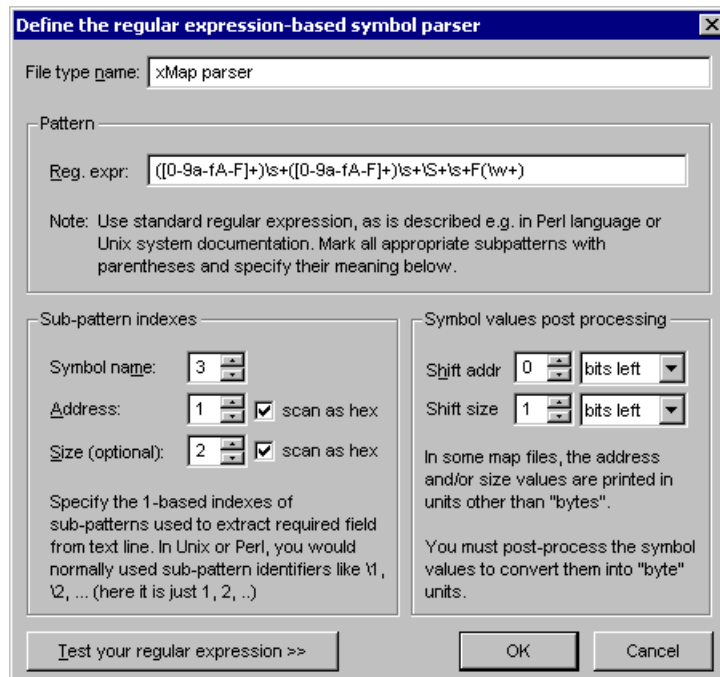 Define the regular expression-based symbol parser
File type name: xMap parser
Pattern
Reg. expr: ([0-9a-fA-F]+)\s+([0-9a-fA-F]+)\s+\S+\s+F(\w+)
Note: Use standard regular expression, as is described e.g. in Perl language or
Unix system documentation. Mark all appropriate subpatterns with
parentheses and specify their meaning below.
Sub-pattern indexes
Symbol name: 3
Address: 1 scan as hex
Size (optional): 2 scan as hex
Specify the 1-based indexes of
sub-patterns used to extract required field
from text line. In Unix or Perl, you would
normally used sub-pattern identifiers like \1,
\2, ... (here it is just 1, 2, ..)
Symbol values post processing
Shift addr 0 bits left
Shift size 1 bits left
In some map files, the address
and/or size values are printed in
units other than "bytes".
You must post-process the symbol
values to convert them into "byte"
units.
Test your regular expression >>
OK
Cancel